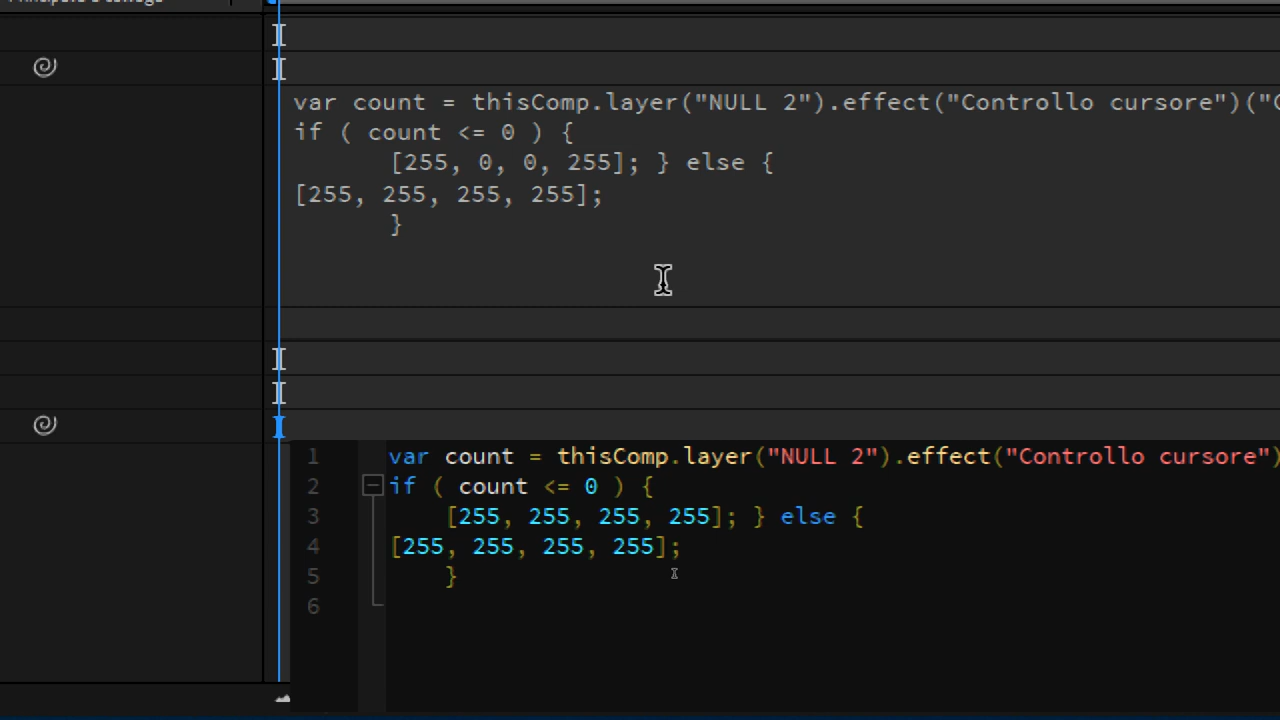 var count = thisComp.layer("NULL 2").effect("Controllo cursore")("C
if ( count <= 0 ) {
[255, 0, 0, 255]; } else {
[255, 255, 255, 255];
}
1 var count = thisComp.layer("NULL 2").effect("Controllo cursore")
2 if ( count <= 0 ) {
3 [255, 255, 255, 255]; } else {
4 [255, 255, 255, 255];
5 }
6